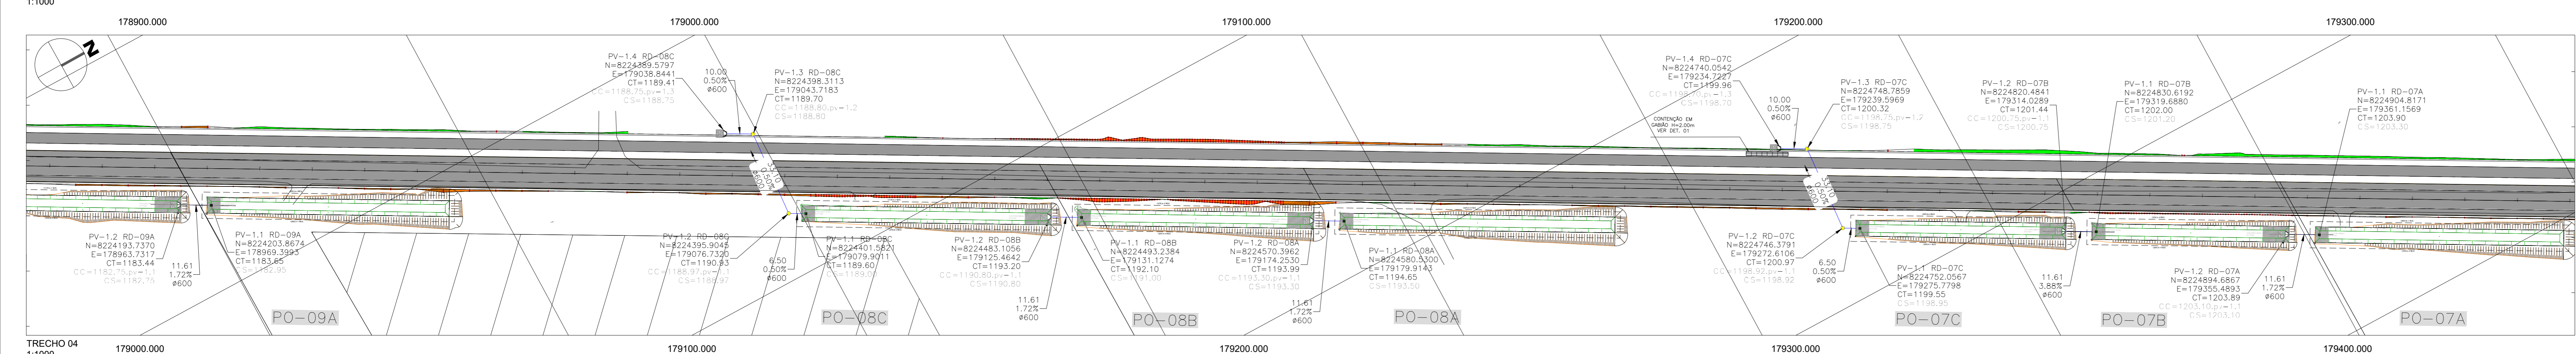 1:1000
178900.000
179000.000
179100.000
179200.000
179300.000
N
PV-1.4 RD-08C
N=8224389.5797
E=179038.8441
CT=1189.41
CC=1188.75,pv-1.3
CS=1188.75
10.00
0.50%
ø600
PV-1.3 RD-08C
N=8224398.3113
E=179043.7183
CT=1189.70
CC=1188.80,pv-1.2
CS=1188.80
PV-1.4 RD-07C
N=8224740.0542
E=179234.7227
CT=1199.96
CC=1198.70,pv-1.3
CS=1198.70
CONTENÇÃO EM
GABIÃO H=2.00m
VER DET. 01
10.00
0.50%
ø600
PV-1.3 RD-07C
N=8224748.7859
E=179239.5969
CT=1200.32
CC=1198.75,pv-1.2
CS=1198.75
PV-1.2 RD-07B
N=8224820.4841
E=179314.0289
CT=1201.44
CC=1200.75,pv-1.1
CS=1200.75
PV-1.1 RD-07B
N=8224830.6192
E=179319.6880
CT=1202.00
CS=1201.20
PV-1.1 RD-07A
N=8224904.8171
E=179361.1569
CT=1203.90
CS=1203.30
33.10
0.50%
ø600
33.10
0.50%
ø600
PV-1.2 RD-09A
N=8224193.7370
E=178963.7317
CT=1183.44
CC=1182.75,pv-1.1
CS=1182.75
11.61
1.72%
ø600
PV-1.1 RD-09A
N=8224203.8674
E=178969.3993
CT=1183.65
CS=1182.95
PV-1.2 RD-08C
N=8224395.9045
E=179076.7320
CT=1190.93
CC=1188.97,pv-1.1
CS=1188.97
6.50
0.50%
ø600
PV-1.1 RD-08C
N=8224401.5821
E=179079.9011
CT=1189.60
CS=1189.00
PV-1.2 RD-08B
N=8224483.1056
E=179125.4642
CT=1193.20
CC=1190.80,pv-1.1
CS=1190.80
11.61
1.72%
ø600
PV-1.1 RD-08B
N=8224493.2384
E=179131.1274
CT=1192.10
CS=1191.00
PV-1.2 RD-08A
N=8224570.3962
E=179174.2530
CT=1193.99
CC=1193.30,pv-1.1
CS=1193.30
11.61
1.72%
ø600
PV-1.1 RD-08A
N=8224580.5300
E=179179.9143
CT=1194.65
CS=1193.50
PV-1.2 RD-07C
N=8224746.3791
E=179272.6106
CT=1200.97
CC=1198.92,pv-1.1
CS=1198.92
6.50
0.50%
ø600
PV-1.1 RD-07C
N=8224752.0567
E=179275.7798
CT=1199.55
CS=1198.95
11.61
3.88%
ø600
PV-1.2 RD-07A
N=8224894.6867
E=179355.4893
CT=1203.89
CC=1203.10,pv-1.1
CS=1203.10
11.61
1.72%
ø600
PO-09A
PO-08C
PO-08B
PO-08A
PO-07C
PO-07B
PO-07A
TRECHO 04
1:1000
179000.000
179100.000
179200.000
179300.000
179400.000